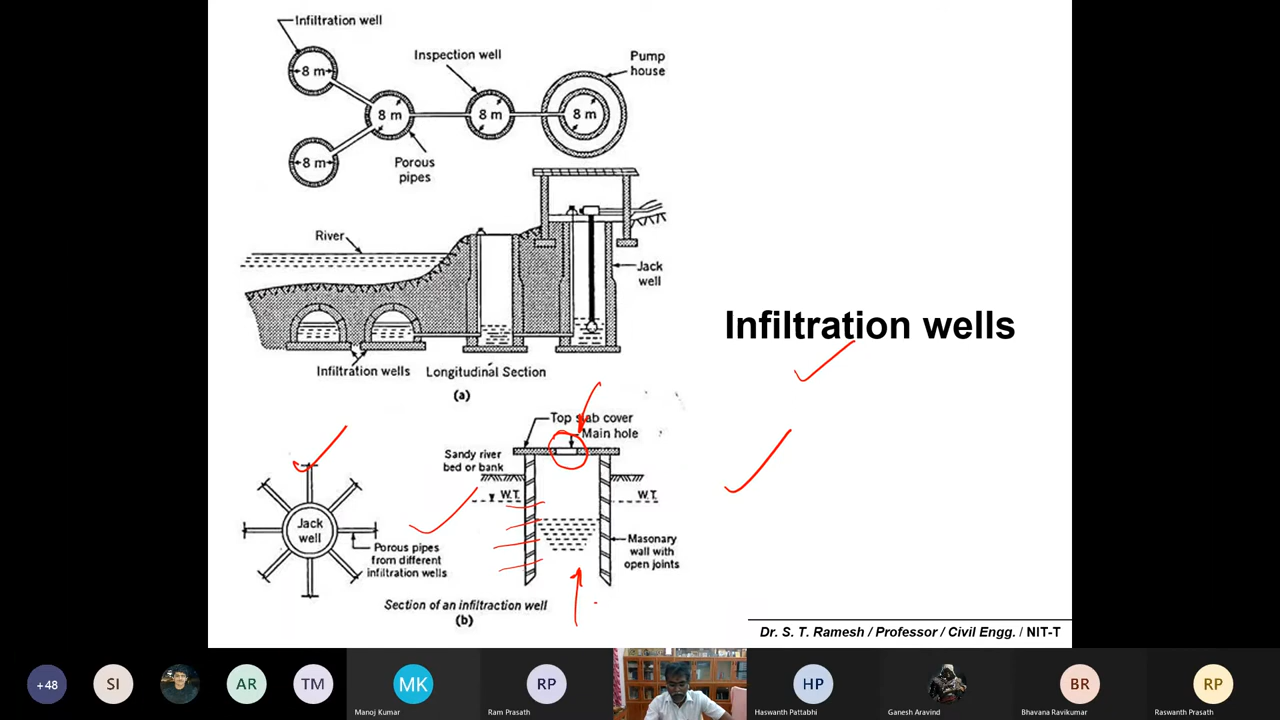 Infiltration well
Inspection well
Pump
house
8 m
8 m
8 m
8 m
8 m
Porous
pipes
River
Jack
well
Infiltration wells
Longitudinal Section
(a)
Infiltration wells
Top slab cover
Main hole
Sandy river
bed or bank
W.T.
W.T.
Jack
well
Porous pipes
from different
infiltration wells
Masonary
wall with
open joints
Section of an infiltraction well
(b)
Dr. S. T. Ramesh / Professor / Civil Engg. / NIT-T
+48
SI
AR
TM
MK
RP
HP
BR
RP
Manoj Kumar
Ram Prasath
Haswanth Pattabhi
Ganesh Aravind
Bhavana Ravikumar
Raswanth Prasath